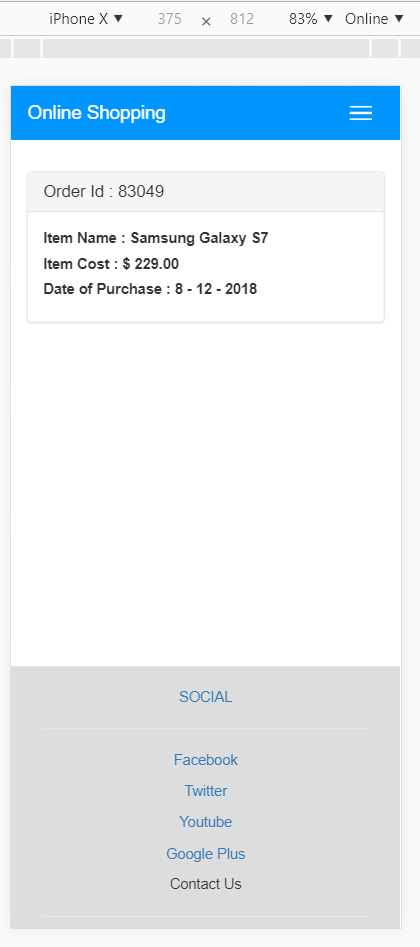 iPhone X ▼ 375 × 812 83% ▼ Online ▼
Online Shopping
Order Id : 83049
Item Name : Samsung Galaxy S7
Item Cost : $ 229.00
Date of Purchase : 8 - 12 - 2018
SOCIAL
Facebook
Twitter
Youtube
Google Plus
Contact Us